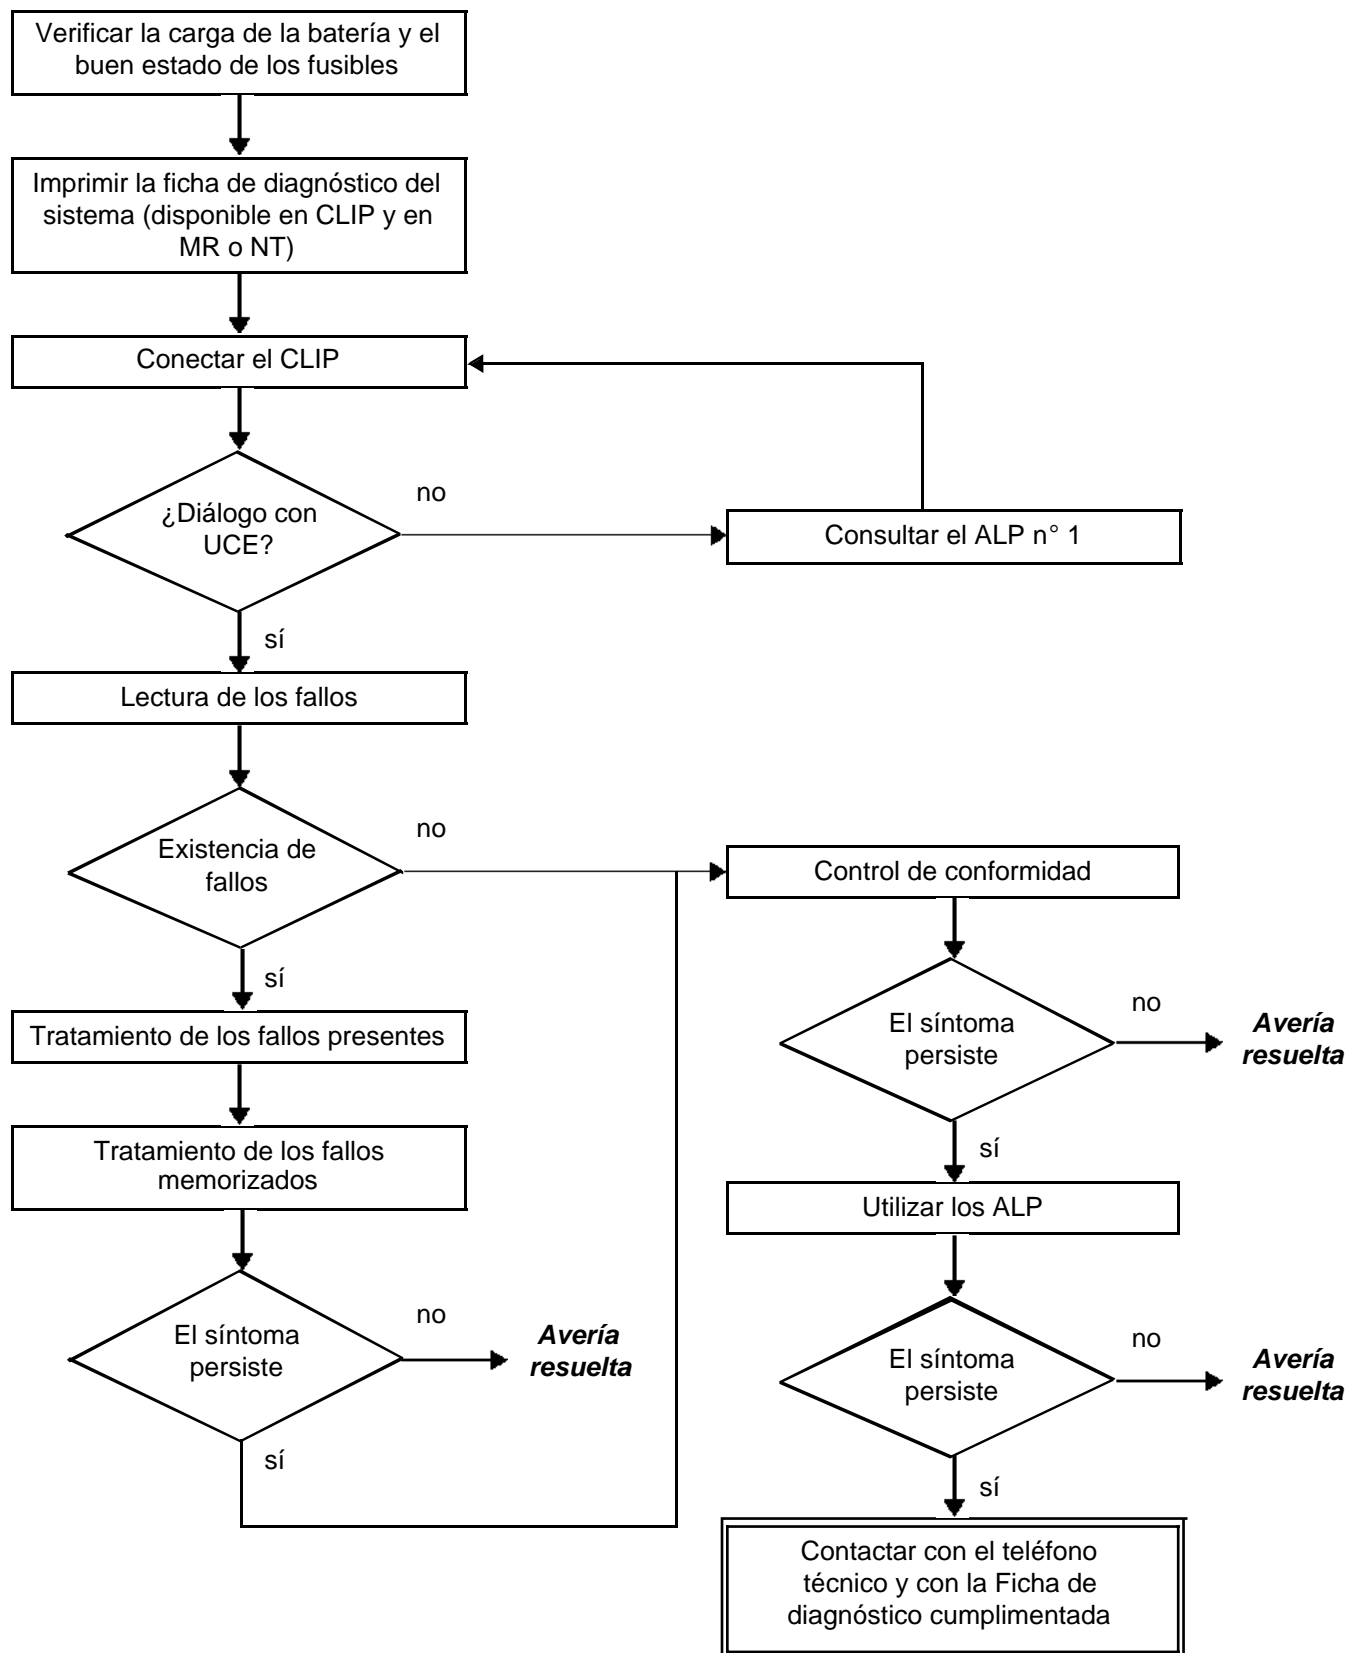 Verificar la carga de la batería y el
buen estado de los fusibles
Imprimir la ficha de diagnóstico del
sistema (disponible en CLIP y en
MR o NT)
Conectar el CLIP
¿Diálogo con
UCE?
no
Consultar el ALP n° 1
sí
Lectura de los fallos
Existencia de
fallos
no
Control de conformidad
sí
Tratamiento de los fallos presentes
Tratamiento de los fallos
memorizados
El síntoma
persiste
no
Avería
resuelta
sí
El síntoma
persiste
no
Avería
resuelta
sí
Utilizar los ALP
El síntoma
persiste
no
Avería
resuelta
sí
Contactar con el teléfono
técnico y con la Ficha de
diagnóstico cumplimentada